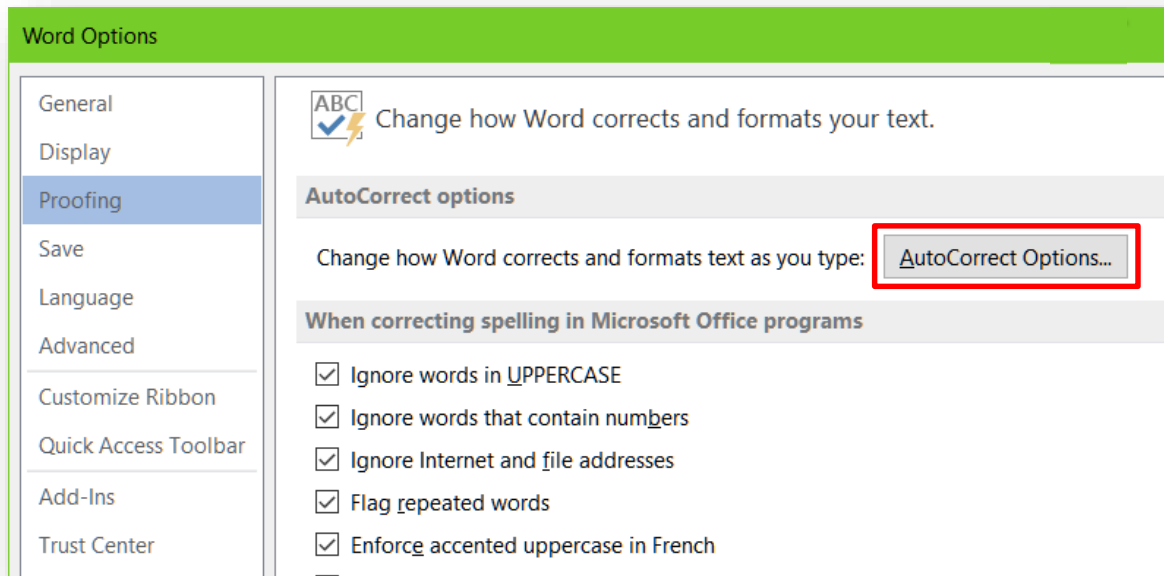 Word Options
General
Display
Proofing
Save
Language
Advanced
Customize Ribbon
Quick Access Toolbar
Add-Ins
Trust Center
ABC
Change how Word corrects and formats your text.
AutoCorrect options
Change how Word corrects and formats text as you type: AutoCorrect Options...
When correcting spelling in Microsoft Office programs
Ignore words in UPPERCASE
Ignore words that contain numbers
Ignore Internet and file addresses
Flag repeated words
Enforce accented uppercase in French